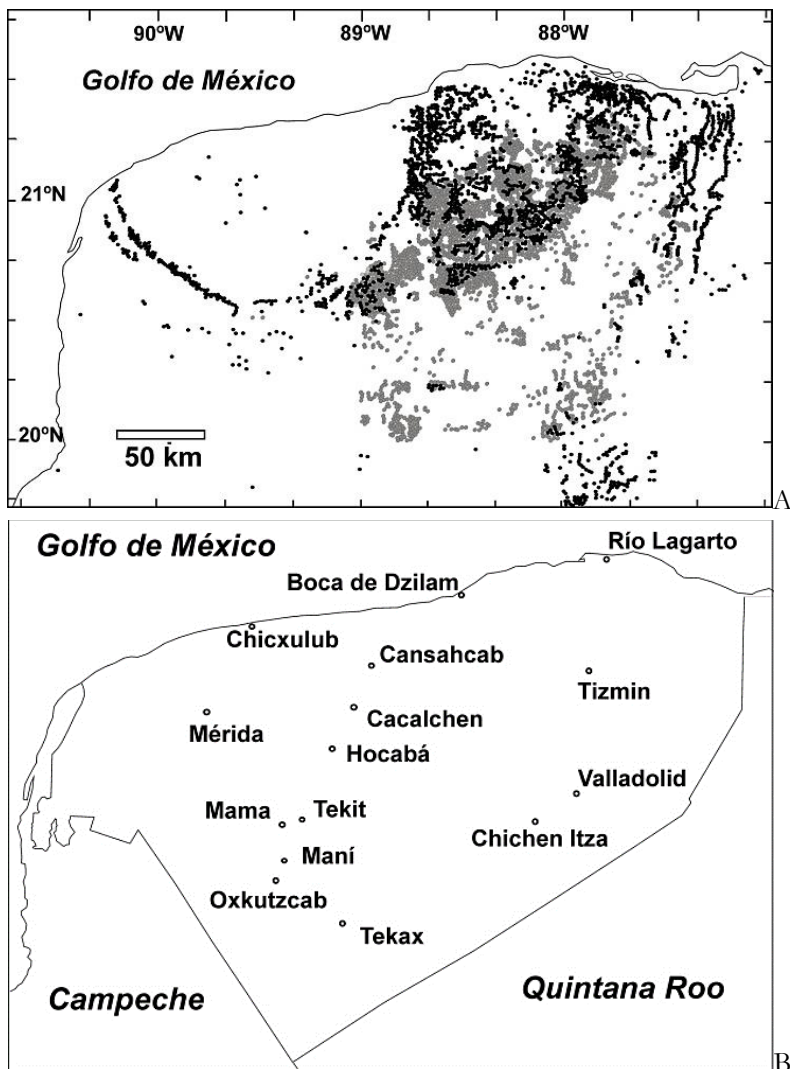 90ºW 89ºW 88ºW
Golfo de México
21ºN
20ºN
50 km
A
Golfo de México
Río Lagarto
Boca de Dzilam
Chicxulub
Cansahcab
Tizmin
Cacalchen
Mérida
Hocabá
Valladolid
Mama
Tekit
Chichen Itza
Maní
Oxkutzcab
Tekax
Quintana Roo
Campeche
B